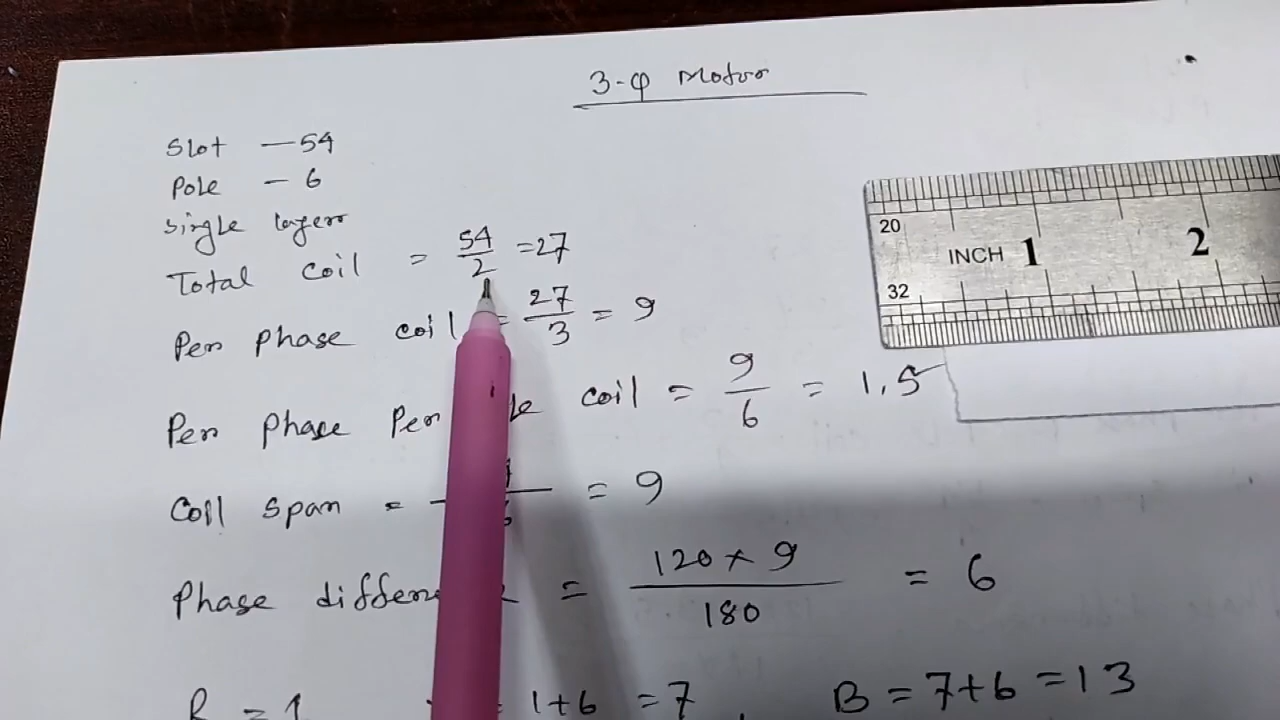 3-φ Motor
Slot — 54
Pole — 6
Single layer
Total coil = 54/2 = 27
Per phase coil = 27/3 = 9
Per phase Per coil = 9/6 = 1.5
Coil span = = 9
Phase = 120 × 9 / 180 = 6
R = 1 = 1+6 = 7, B = 7+6 = 13
20
INCH 1 2
32